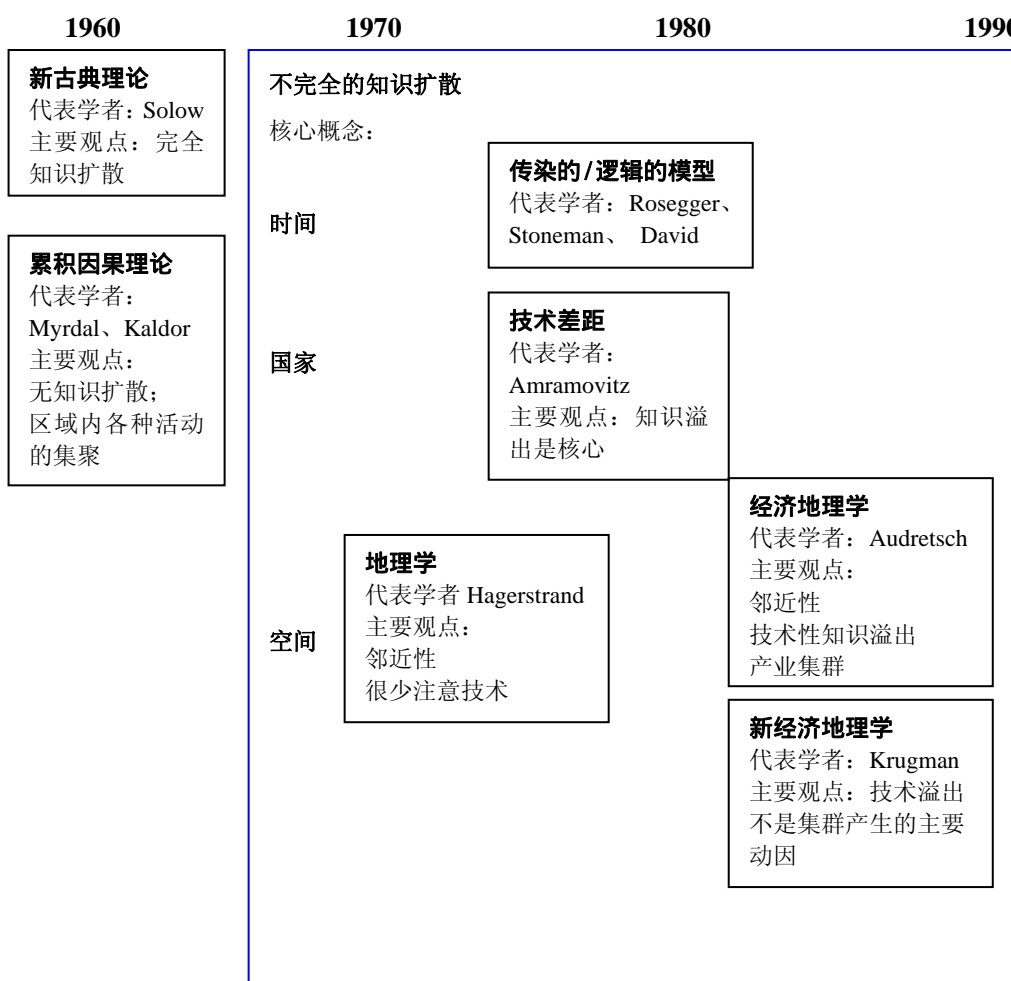 1960 1970 1980 1990
新古典理论
代表学者：Solow
主要观点：完全
知识扩散
累积因果理论
代表学者：
Myrdal、Kaldor
主要观点：
无知识扩散；
区域内各种活动
的集聚
不完全的知识扩散
核心概念：
时间
传染的/逻辑的模型
代表学者：Rosegger、
Stoneman、 David
国家
技术差距
代表学者：
Amramovitz
主要观点：知识溢
出是核心
空间
地理学
代表学者 Hagerstrand
主要观点：
邻近性
很少注意技术
经济地理学
代表学者：Audretsch
主要观点：
邻近性
技术性知识溢出
产业集群
新经济地理学
代表学者：Krugman
主要观点：技术溢出
不是集群产生的主要
动因